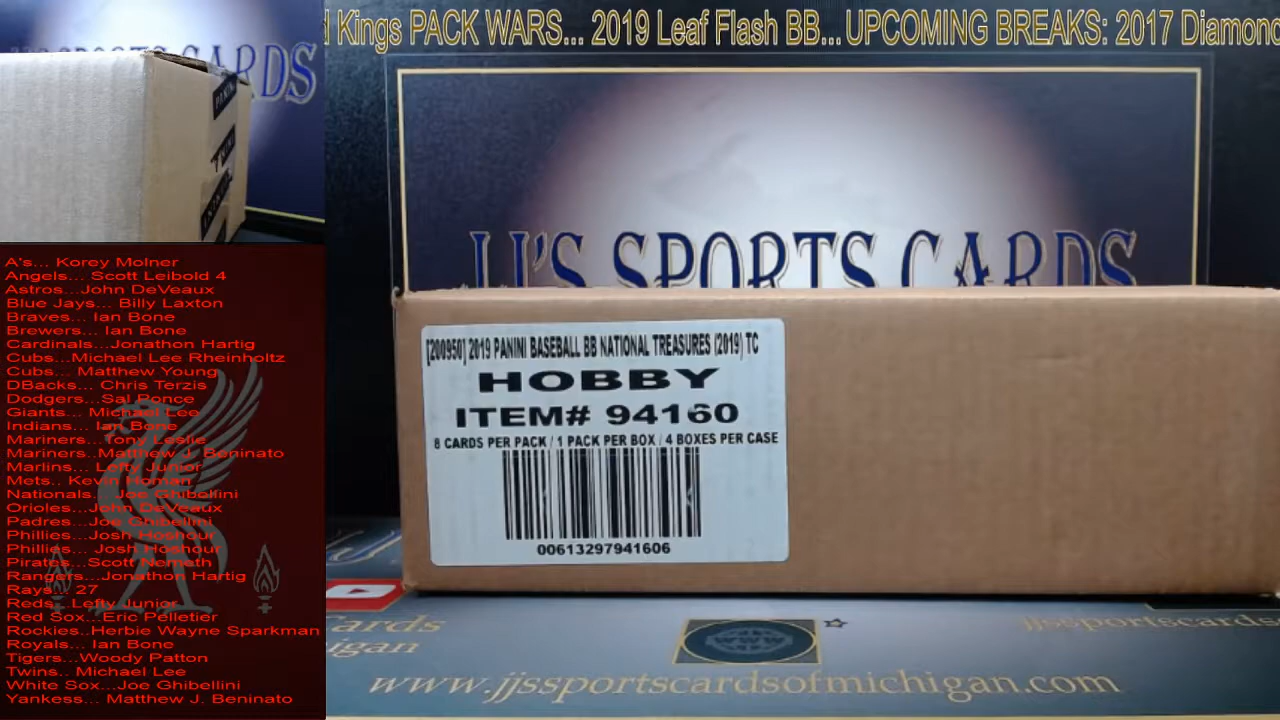 d Kings PACK WARS... 2019 Leaf Flash BB... UPCOMING BREAKS: 2017 Diamond
CARDS
PANINI
JJ'S SPORTS CARDS
[200950] 2019 PANINI BASEBALL BB NATIONAL TREASURES (2019) TC
HOBBY
ITEM# 94160
8 CARDS PER PACK / 1 PACK PER BOX / 4 BOXES PER CASE
00613297941606
A's... Korey Molner
Angels... Scott Leibold 4
Astros...John DeVeaux
Blue Jays... Billy Laxton
Braves... Ian Bone
Brewers... Ian Bone
Cardinals...Jonathon Hartig
Cubs...Michael Lee Rheinholtz
Cubs... Matthew Young
DBacks... Chris Terzis
Dodgers...Sal Ponce
Giants... Michael Lee
Indians... Ian Bone
Mariners...Tony Leslie
Mariners..Matthew J. Beninato
Marlins... Lefty Junior
Mets.. Kevin Homan
Nationals... Joe Ghibellini
Orioles...John DeVeaux
Padres...Joe Ghibellini
Phillies...Josh Hoshour
Phillies... Josh Hoshour
Pirates...Scott Nemeth
Rangers...Jonathon Hartig
Rays... 27
Reds...Lefty Junior
Red Sox...Eric Pelletier
Rockies..Herbie Wayne Sparkman
Royals... Ian Bone
Tigers...Woody Patton
Twins.. Michael Lee
White Sox...Joe Ghibellini
Yankess... Matthew J. Beninato
Cards
higan
WWW
jjssportscards
www.jjssportscardsofmichigan.com